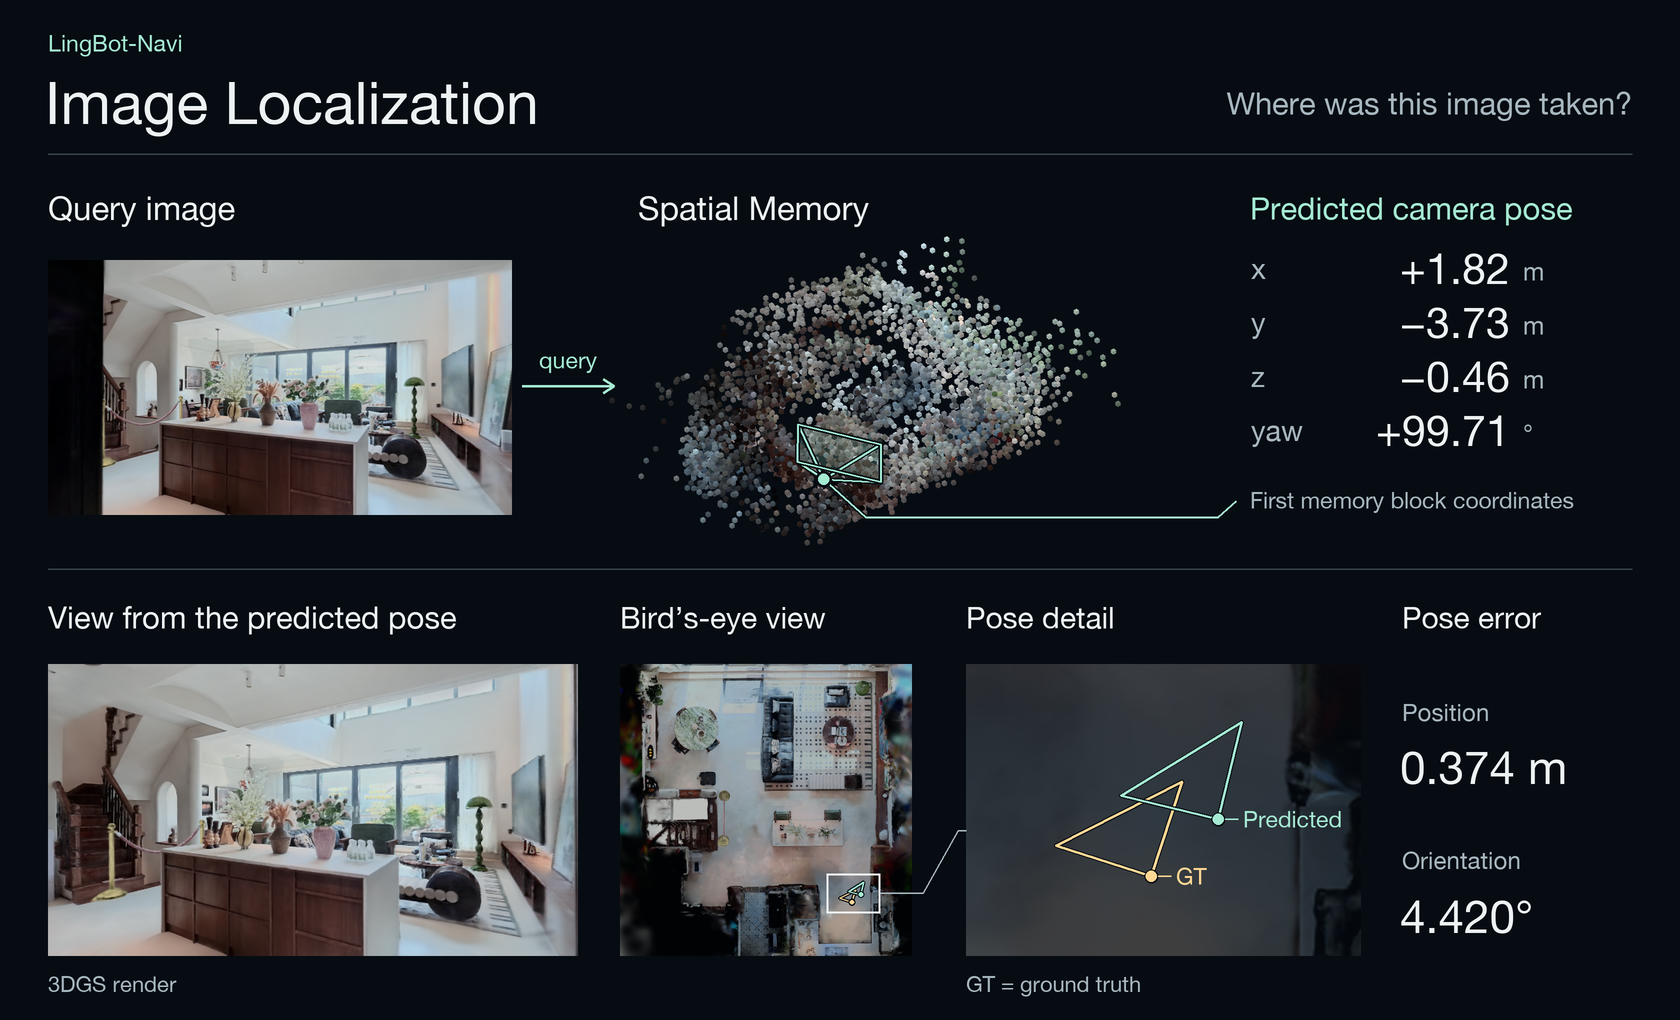 LingBot-Navi
Image Localization
Where was this image taken?
Query image
Spatial Memory
Predicted camera pose
query
x +1.82 m
y −3.73 m
z −0.46 m
yaw +99.71 °
First memory block coordinates
View from the predicted pose
Bird’s-eye view
Pose detail
Pose error
Predicted
GT
Position
0.374 m
Orientation
4.420°
3DGS render
GT = ground truth